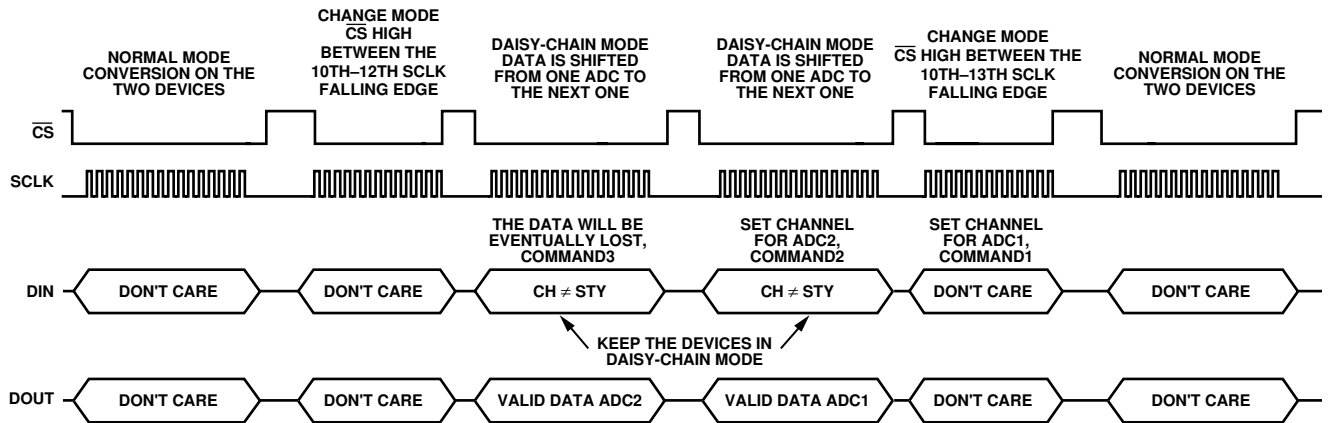 NORMAL MODE
CONVERSION ON THE
TWO DEVICES
CHANGE MODE
CS HIGH
BETWEEN THE
10TH–12TH SCLK
FALLING EDGE
DAISY-CHAIN MODE
DATA IS SHIFTED
FROM ONE ADC TO
THE NEXT ONE
DAISY-CHAIN MODE
DATA IS SHIFTED
FROM ONE ADC TO
THE NEXT ONE
CHANGE MODE
CS HIGH BETWEEN THE
10TH–13TH SCLK
FALLING EDGE
NORMAL MODE
CONVERSION ON THE
TWO DEVICES
CS
SCLK
THE DATA WILL BE
EVENTUALLY LOST,
COMMAND3
SET CHANNEL
FOR ADC2,
COMMAND2
SET CHANNEL
FOR ADC1,
COMMAND1
DIN
DON'T CARE
DON'T CARE
CH ≠ STY
CH ≠ STY
DON'T CARE
DON'T CARE
KEEP THE DEVICES IN
DAISY-CHAIN MODE
DOUT
DON'T CARE
DON'T CARE
VALID DATA ADC2
VALID DATA ADC1
DON'T CARE
DON'T CARE